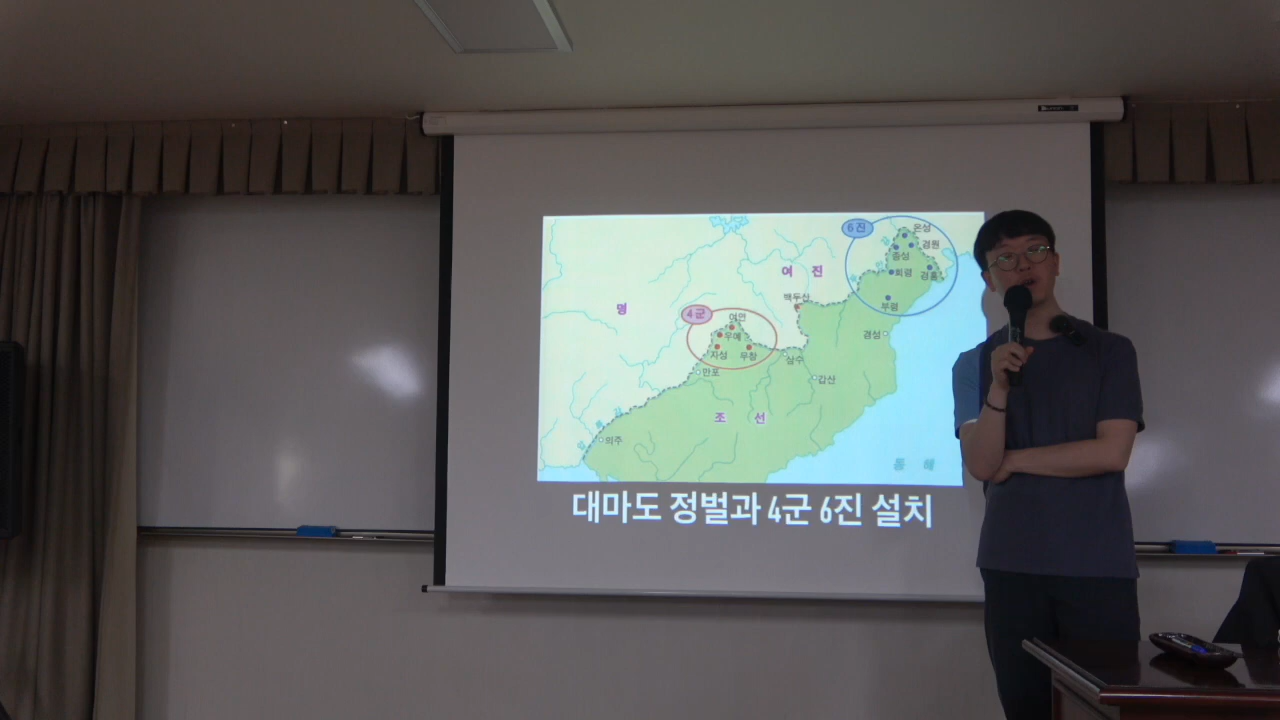 6진
온성
경원
종성
여진
회령
경흥
백두산
부령
명
4군
여연
우예
경성
자성
무창
삼수
만포
갑산
조선
의주
동해
대마도 정벌과 4군 6진 설치